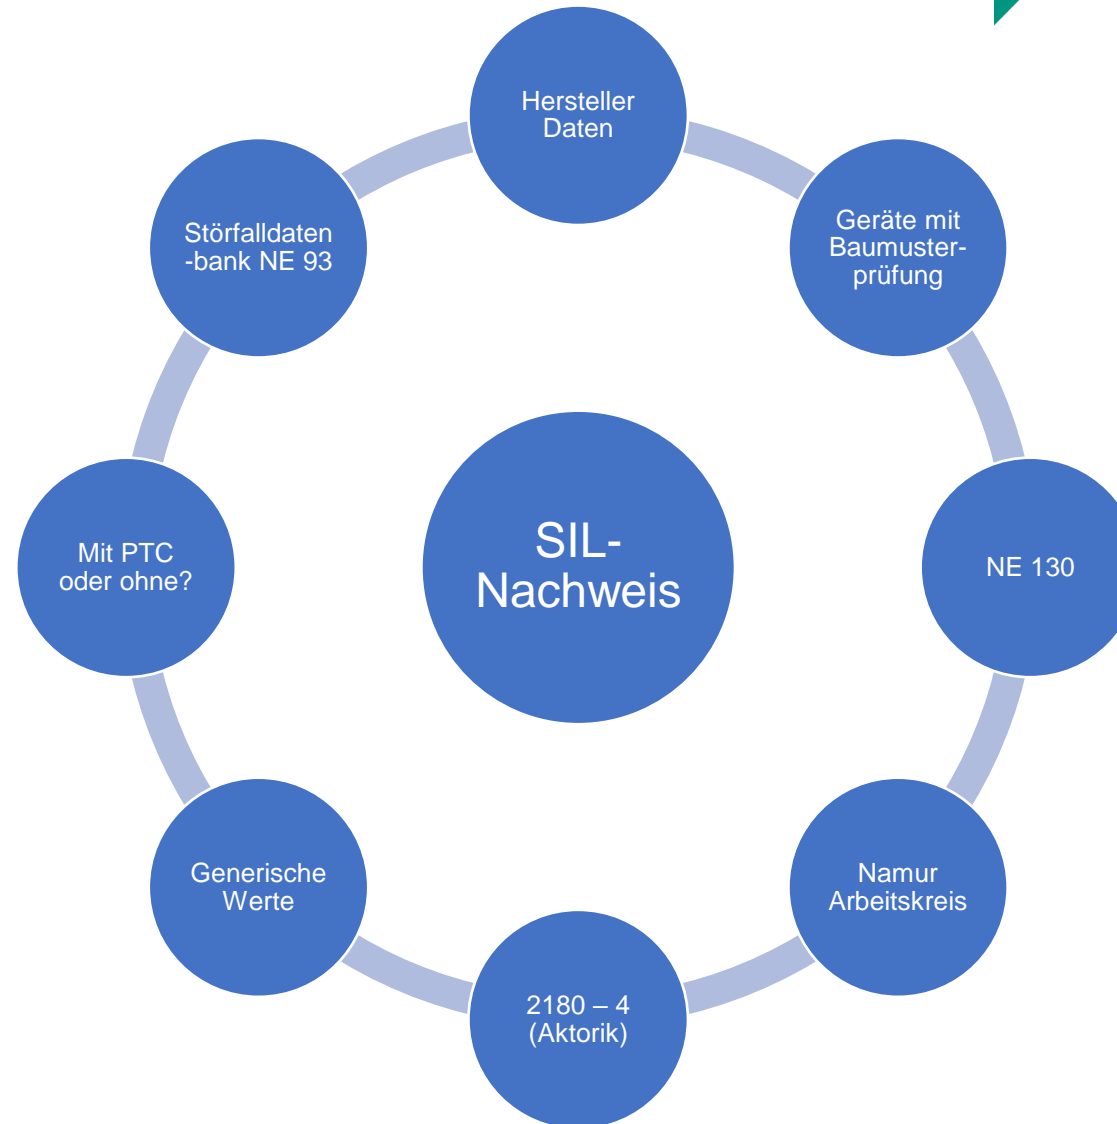 Hersteller
Daten
Geräte mit
Baumuster-
prüfung
NE 130
Namur
Arbeitskreis
2180 – 4
(Aktorik)
Generische
Werte
Mit PTC
oder ohne?
Störfalldaten
-bank NE 93
SIL-
Nachweis